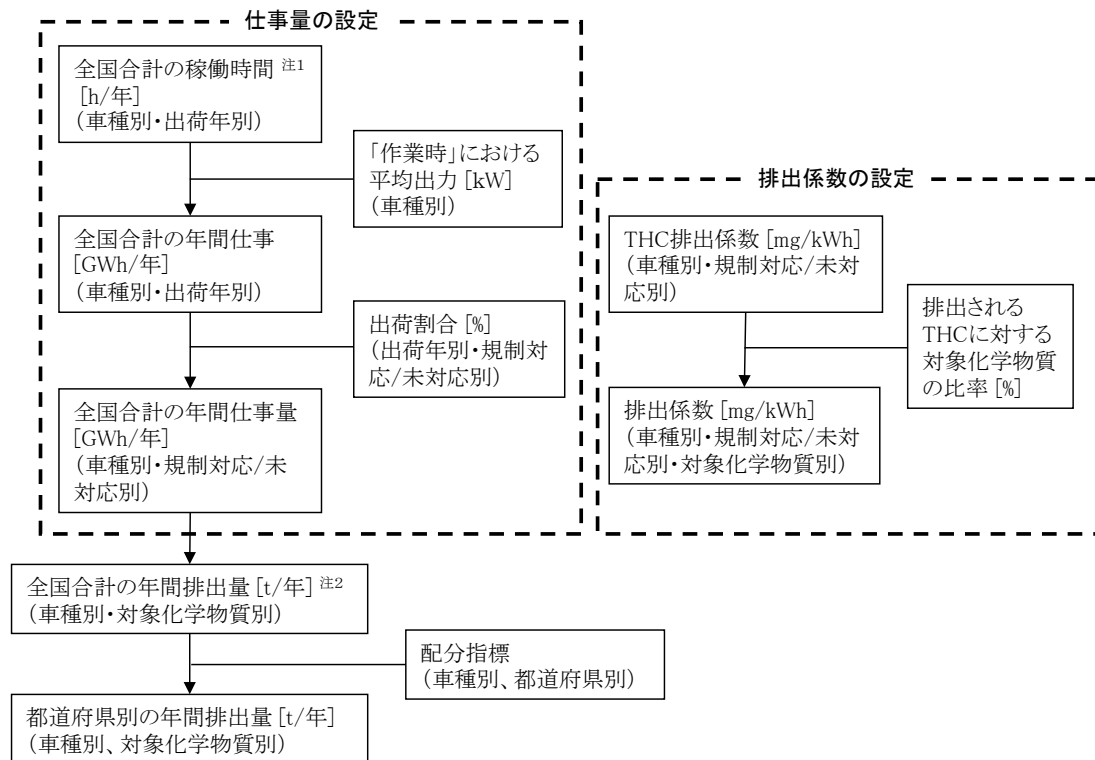 仕事量の設定
全国合計の稼働時間 注1
[h/年]
(車種別・出荷年別)
「作業時」における
平均出力 [kW]
(車種別)
全国合計の年間仕事
[GWh/年]
(車種別・出荷年別)
出荷割合 [%]
(出荷年別・規制対
応/未対応別)
全国合計の年間仕事量
[GWh/年]
(車種別・規制対応/未
対応別)
排出係数の設定
THC排出係数 [mg/kWh]
(車種別・規制対応/未対
応別)
排出される
THCに対する
対象化学物質
の比率 [%]
排出係数 [mg/kWh]
(車種別・規制対応/未対
応別・対象化学物質別)
全国合計の年間排出量 [t/年] 注2
(車種別・対象化学物質別)
配分指標
(車種別、都道府県別)
都道府県別の年間排出量 [t/年]
(車種別、対象化学物質別)